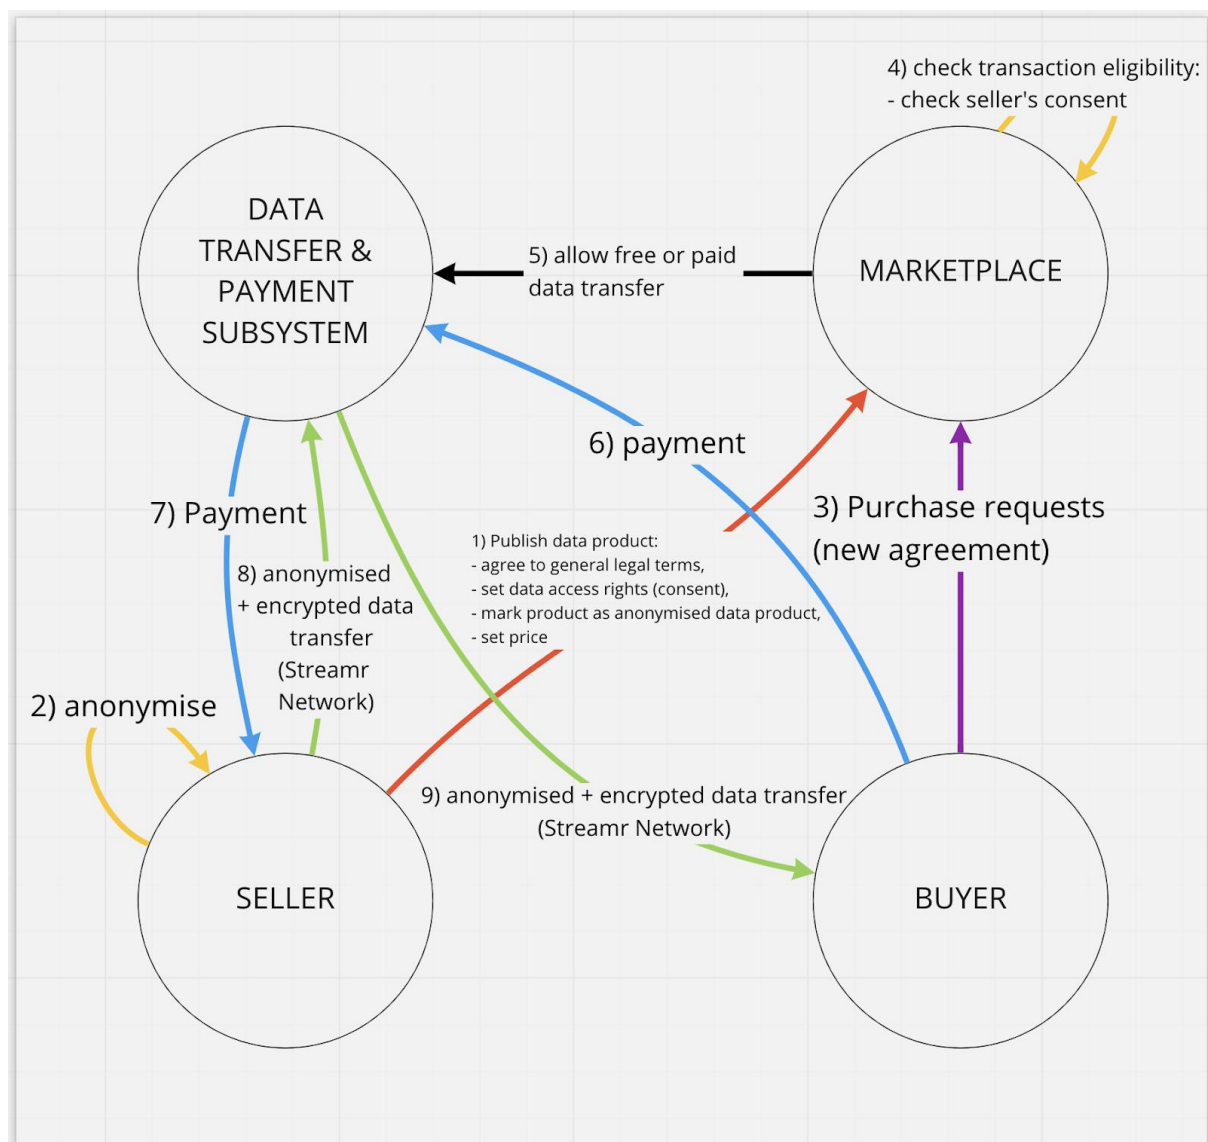 4) check transaction eligibility:
- check seller's consent
DATA
TRANSFER &
PAYMENT
SUBSYSTEM
5) allow free or paid
data transfer
MARKETPLACE
6) payment
7) Payment
3) Purchase requests
(new agreement)
1) Publish data product:
- agree to general legal terms,
- set data access rights (consent),
- mark product as anonymised data product,
- set price
8) anonymised
+ encrypted data
transfer
(Streamr
Network)
2) anonymise
9) anonymised + encrypted data transfer
(Streamr Network)
SELLER
BUYER